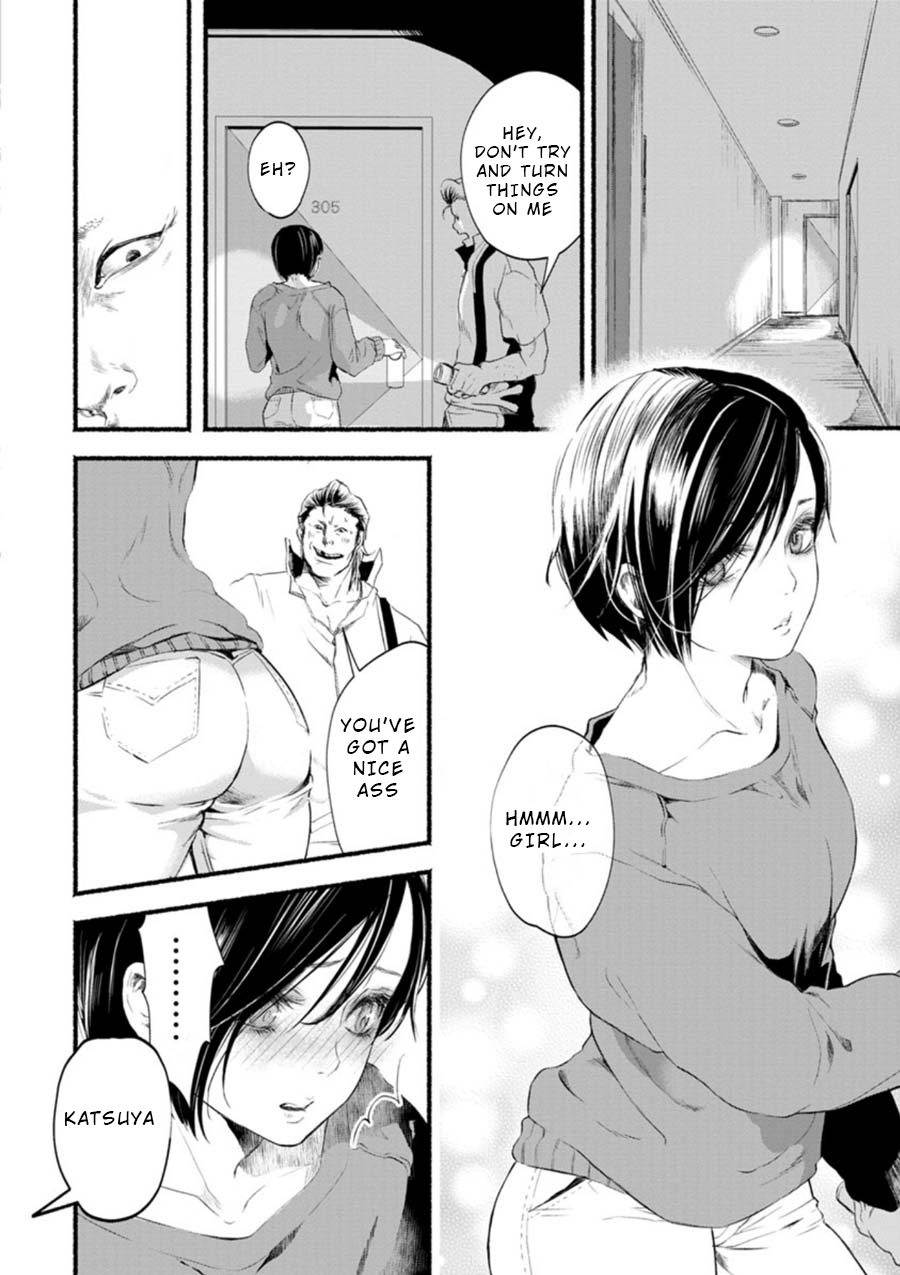 HEY,
DON'T TRY
AND TURN
THINGS
ON ME
EH?
305
HMMM...
GIRL...
YOU'VE
GOT A
NICE
ASS
.........
KATSUYA